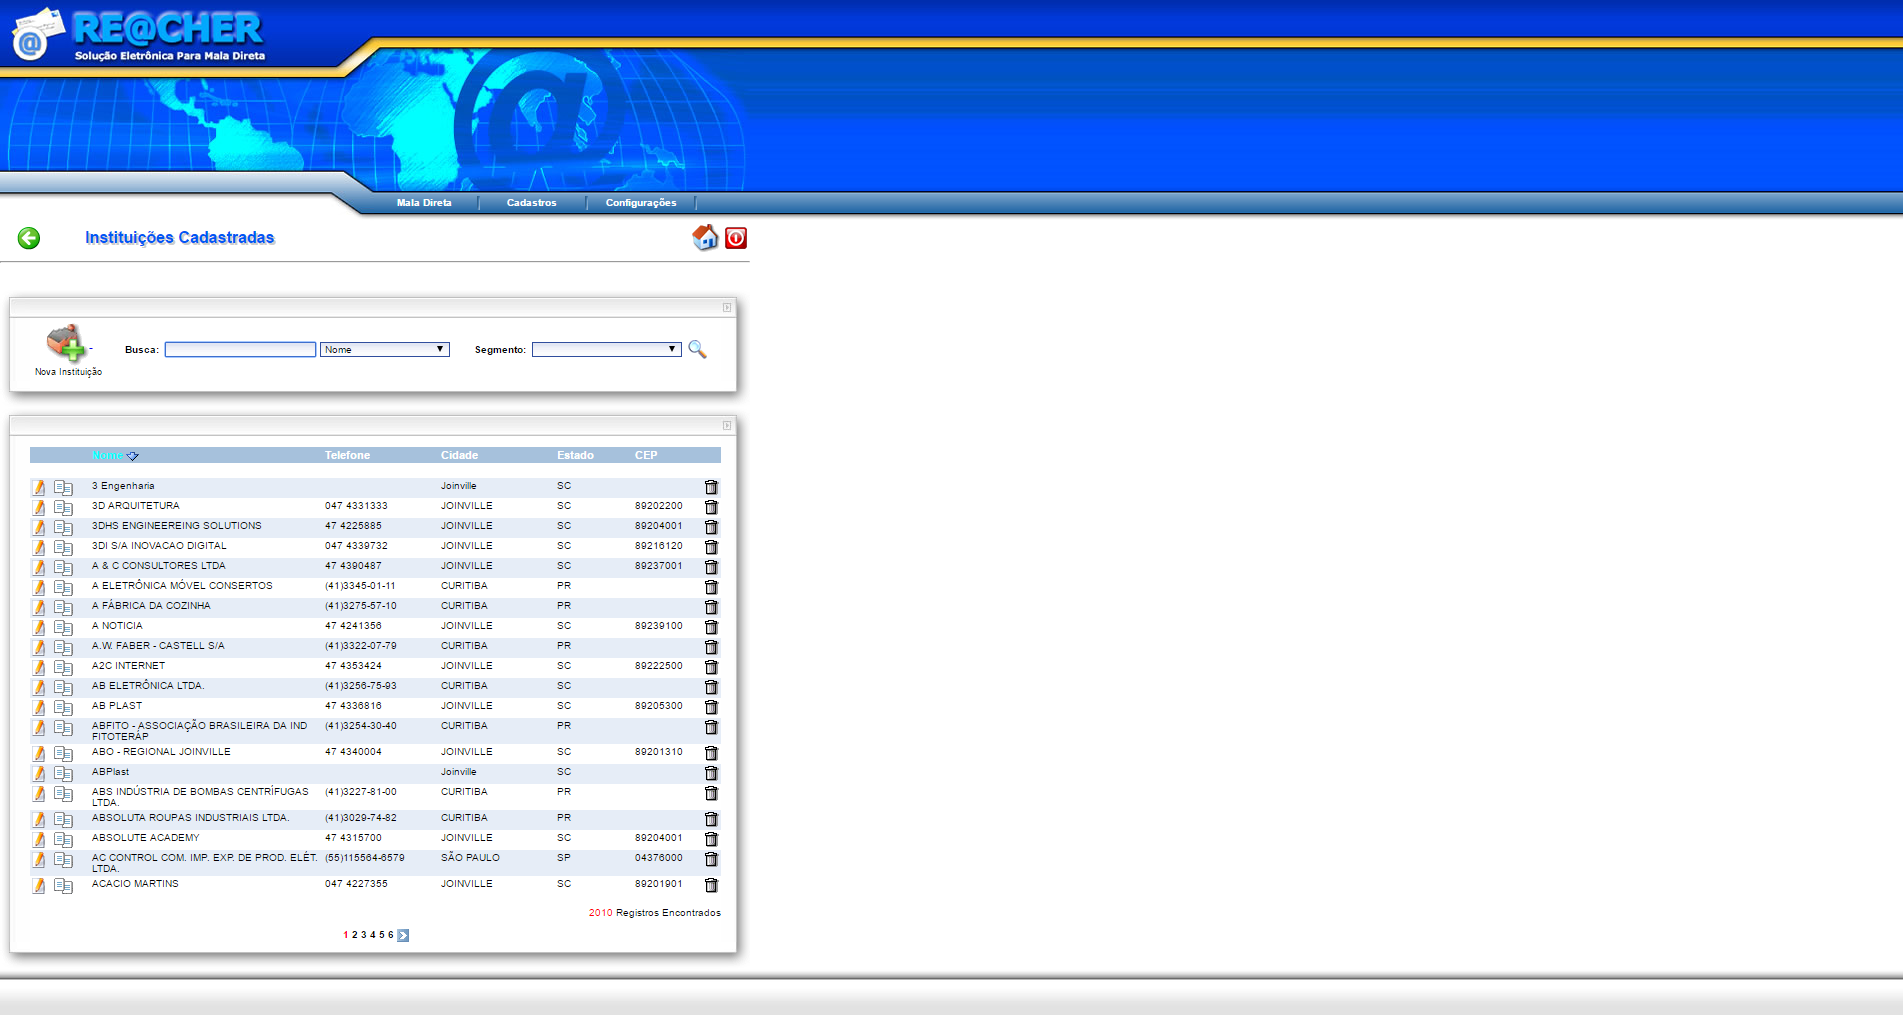 RE@CHER
Solução Eletrônica Para Mala Direta
Mala Direta Cadastros Configurações
Instituições Cadastradas
Busca: Nome Segmento:
Nova Instituição
Nome Telefone Cidade Estado CEP
3 Engenharia Joinville SC
3D ARQUITETURA 047 4331333 JOINVILLE SC 89202200
3DHS ENGINEEREING SOLUTIONS 47 4225885 JOINVILLE SC 89204001
3DI S/A INOVACAO DIGITAL 047 4339732 JOINVILLE SC 89216120
A & C CONSULTORES LTDA 47 4390487 JOINVILLE SC 89237001
A ELETRÔNICA MÓVEL CONSERTOS (41)3345-01-11 CURITIBA PR
A FÁBRICA DA COZINHA (41)3275-57-10 CURITIBA PR
A NOTICIA 47 4241356 JOINVILLE SC 89239100
A.W. FABER - CASTELL S/A (41)3322-07-79 CURITIBA PR
A2C INTERNET 47 4353424 JOINVILLE SC 89222500
AB ELETRÔNICA LTDA. (41)3256-75-93 CURITIBA SC
AB PLAST 47 4336816 JOINVILLE SC 89205300
ABFITO - ASSOCIAÇÃO BRASILEIRA DA IND (41)3254-30-40 CURITIBA PR
FITOTERÁP
ABO - REGIONAL JOINVILLE 47 4340004 JOINVILLE SC 89201310
ABPlast Joinville SC
ABS INDÚSTRIA DE BOMBAS CENTRÍFUGAS (41)3227-81-00 CURITIBA PR
LTDA.
ABSOLUTA ROUPAS INDUSTRIAIS LTDA. (41)3029-74-82 CURITIBA PR
ABSOLUTE ACADEMY 47 4315700 JOINVILLE SC 89204001
AC CONTROL COM. IMP. EXP. DE PROD. ELÉT. (55)115564-6579 SÃO PAULO SP 04376000
LTDA.
ACACIO MARTINS 047 4227355 JOINVILLE SC 89201901
2010 Registros Encontrados
1 2 3 4 5 6